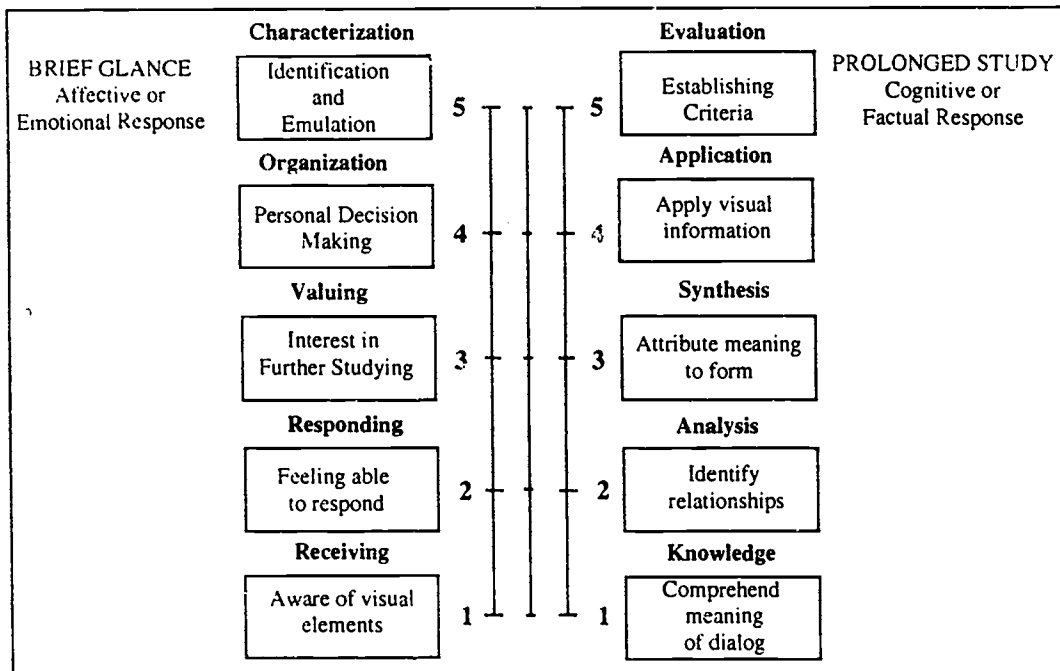 BRIEF GLANCE
Affective or
Emotional Response
Characterization
Identification
and
Emulation
5
Organization
Personal Decision
Making
4
Valuing
Interest in
Further Studying
3
Responding
Feeling able
to respond
2
Receiving
Aware of visual
elements
1
Evaluation
Establishing
Criteria
5
Application
Apply visual
information
4
Synthesis
Attribute meaning
to form
3
Analysis
Identify
relationships
2
Knowledge
Comprehend
meaning
of dialog
1
PROLONGED STUDY
Cognitive or
Factual Response